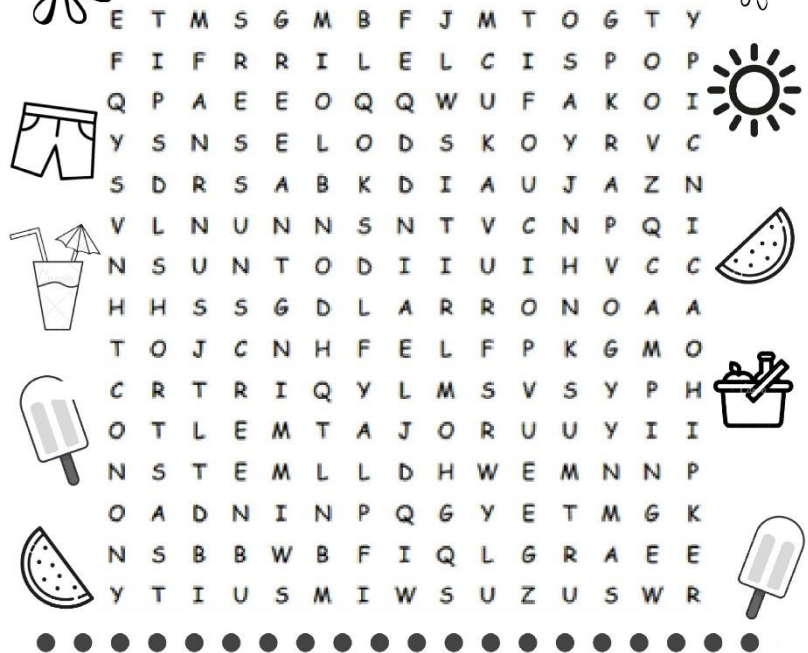 E T M S G M B F J M T O G T Y
F I F R R I L E L C I S P O P
Q P A E E O Q Q W U F A K O I
Y S N S E L O D S K O Y R V C
S D R S A B K D I A U J A Z N
V L N U N N S N T V C N P Q I
N S U N T O D I I U I H V C C
H H S S G D L A R R O N O A A
T O J C N H F E L F P K G M O
C R T R I Q Y L M S V S Y P H
O T L E M T A J O R U U Y I I
N S T E M L L D H W E M N N P
O A D N I N P Q G Y E T M G K
N S B B W B F I Q L G R A E E
Y T I U S M I W S U Z U S W R